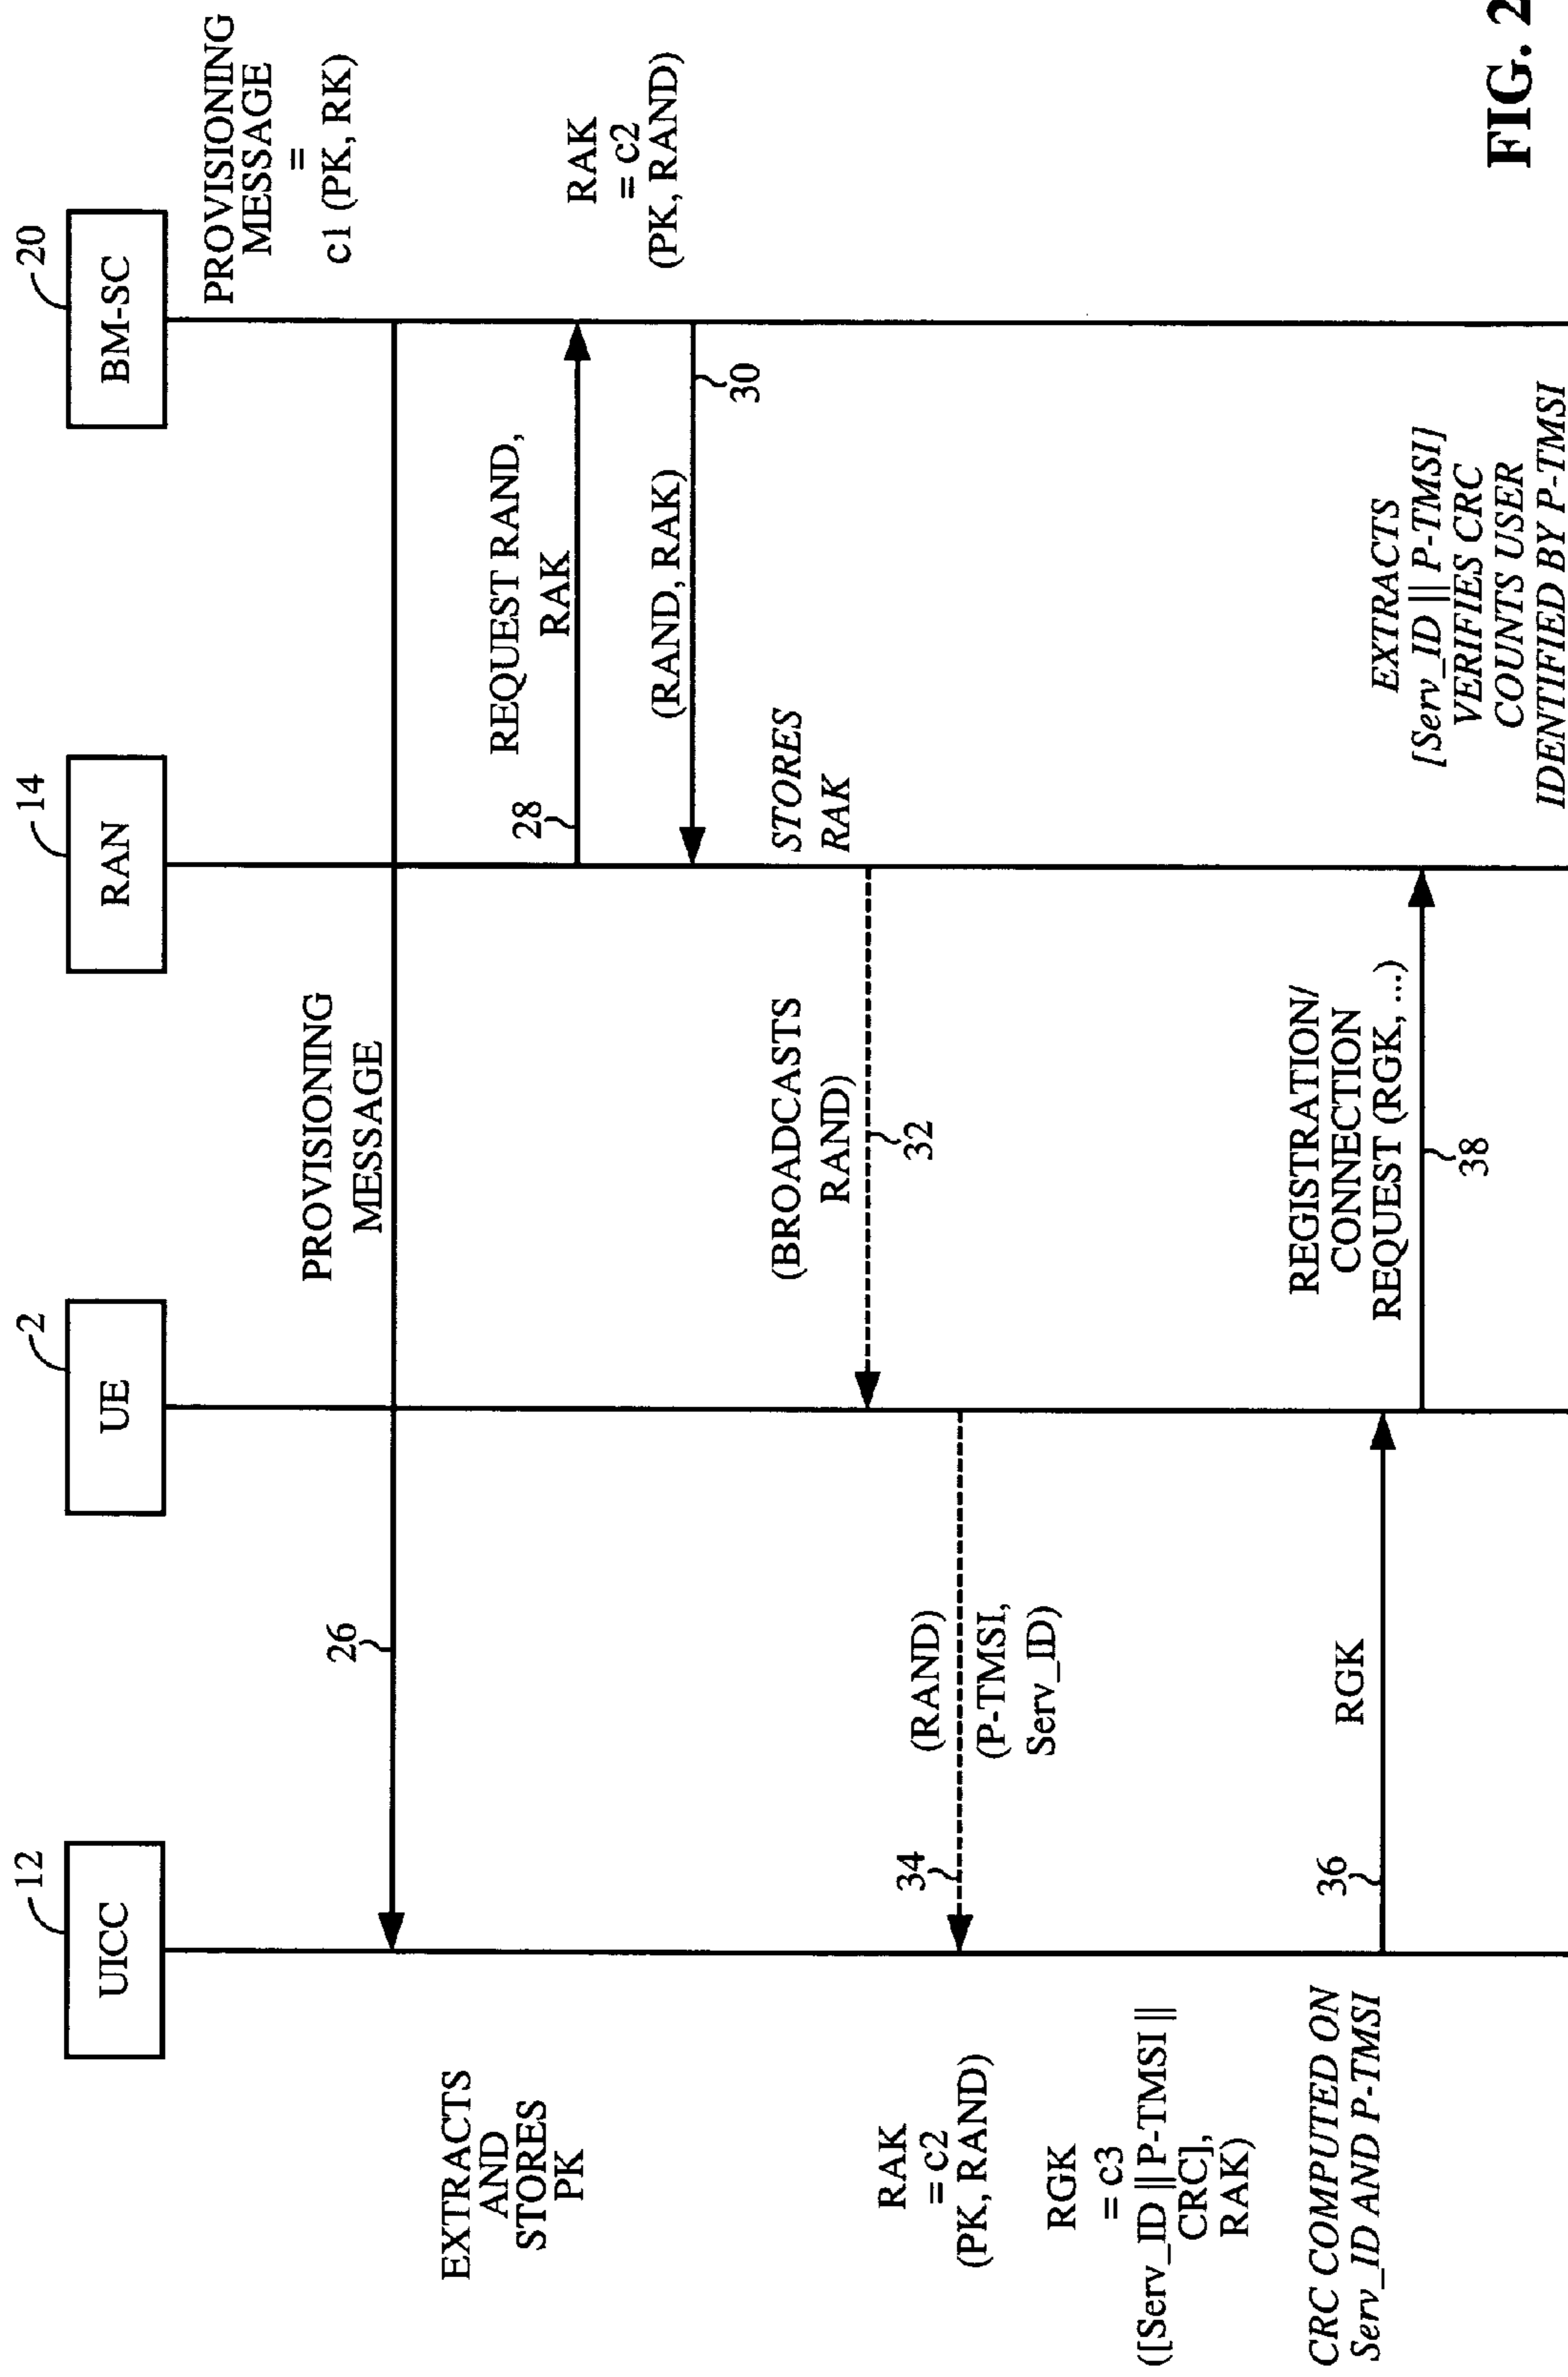 12
UICC
2
UE
14
RAN
20
BM-SC
PROVISIONING
MESSAGE
=
c1 (PK, RK)
PROVISIONING
MESSAGE
26
EXTRACTS
AND
STORES
PK
REQUEST RAND,
RAK
28
RAK
= c2
(PK, RAND)
(RAND, RAK)
30
STORES
RAK
(BROADCASTS
RAND)
32
(RAND)
34
(P-TMSI,
Serv_ID)
RAK
= c2
(PK, RAND)
RGK
= c3
([Serv_ID || P-TMSI ||
CRC],
RAK)
CRC COMPUTED ON
Serv_ID AND P-TMSI
36
RGK
REGISTRATION/
CONNECTION
REQUEST (RGK, ...)
38
EXTRACTS
[Serv_ID || P-TMSI]
VERIFIES CRC
COUNTS USER
IDENTIFIED BY P-TMSI
FIG. 2